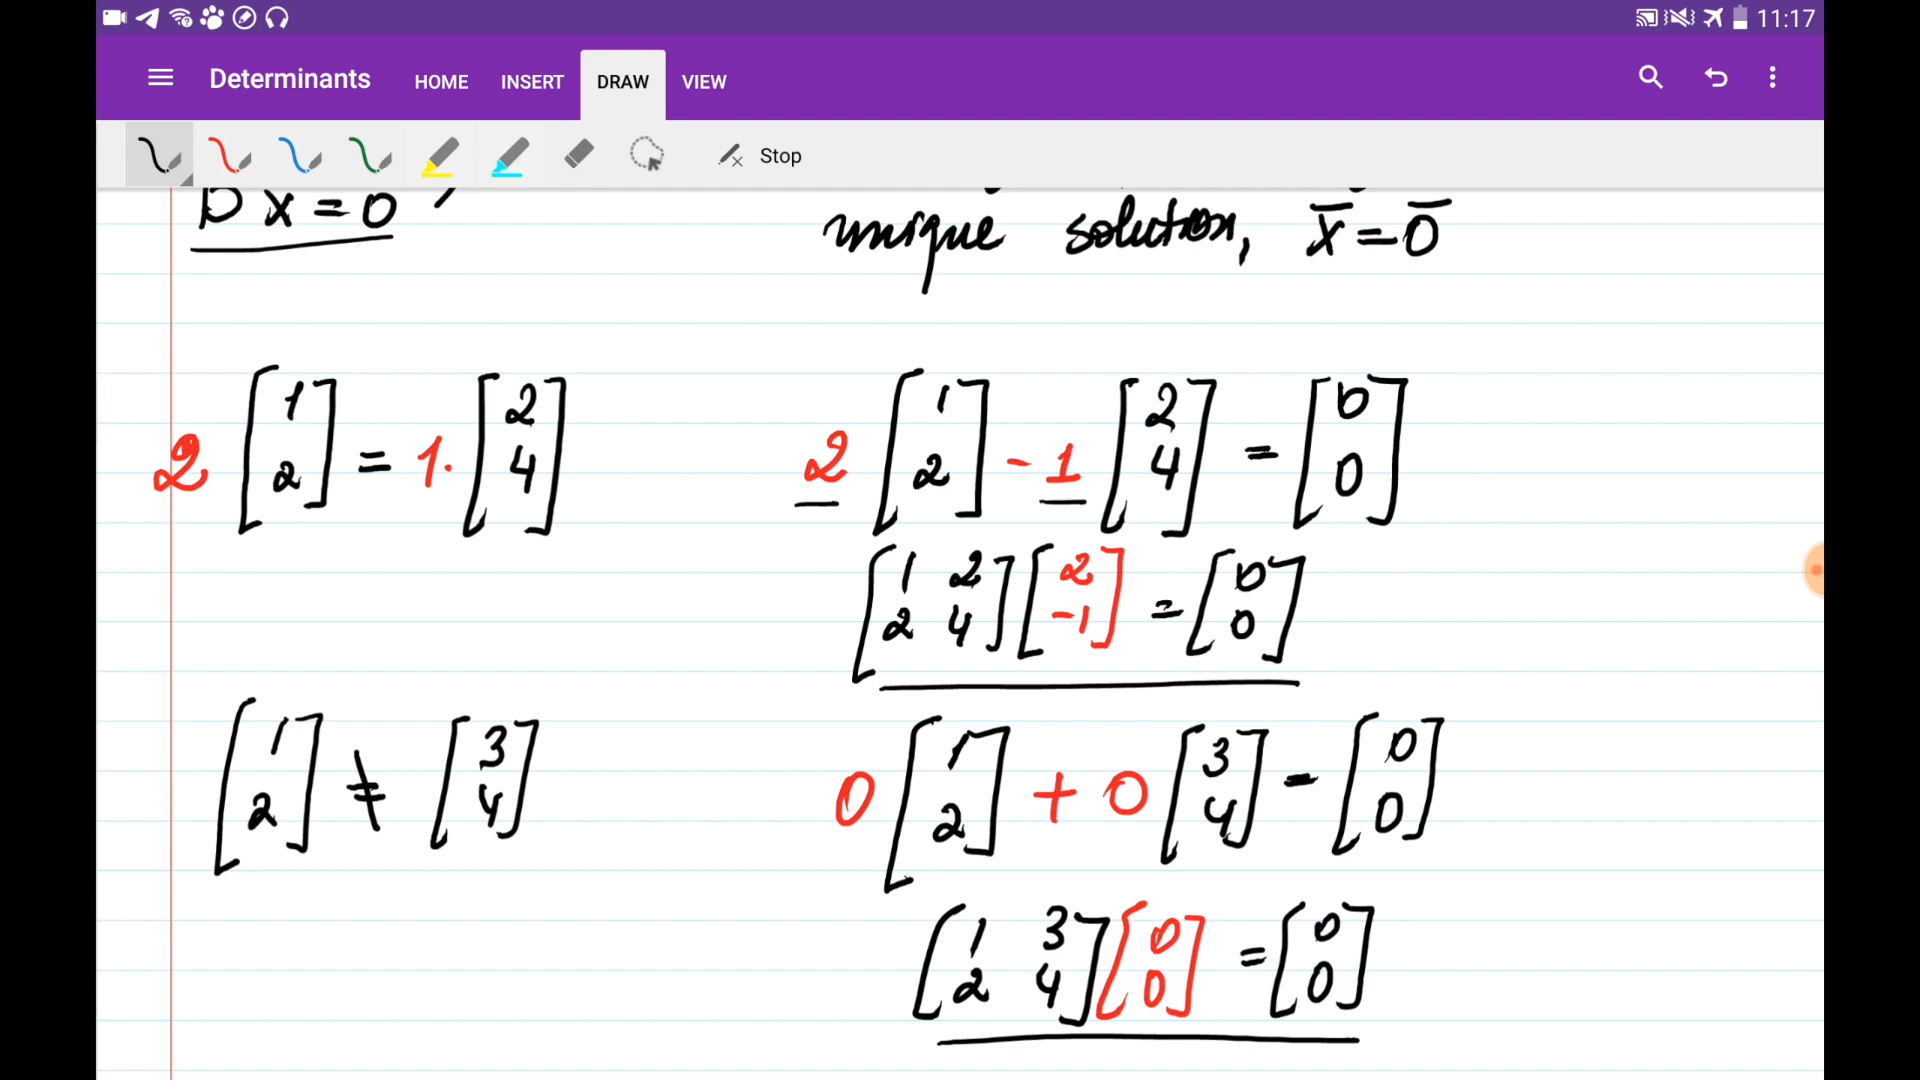 11:17
Determinants HOME INSERT DRAW VIEW
Stop
x = 0 ,
unique solution, x̅ = 0̅
2 [1 2] = 1. [2 4]
2 [1 2] - 1 [2 4] = [0 0]
[1 2 2 4] [2 -1] = [0 0]
[1 2] ≠ [3 4]
0 [1 2] + 0 [3 4] = [0 0]
[1 3 2 4] [0 0] = [0 0]